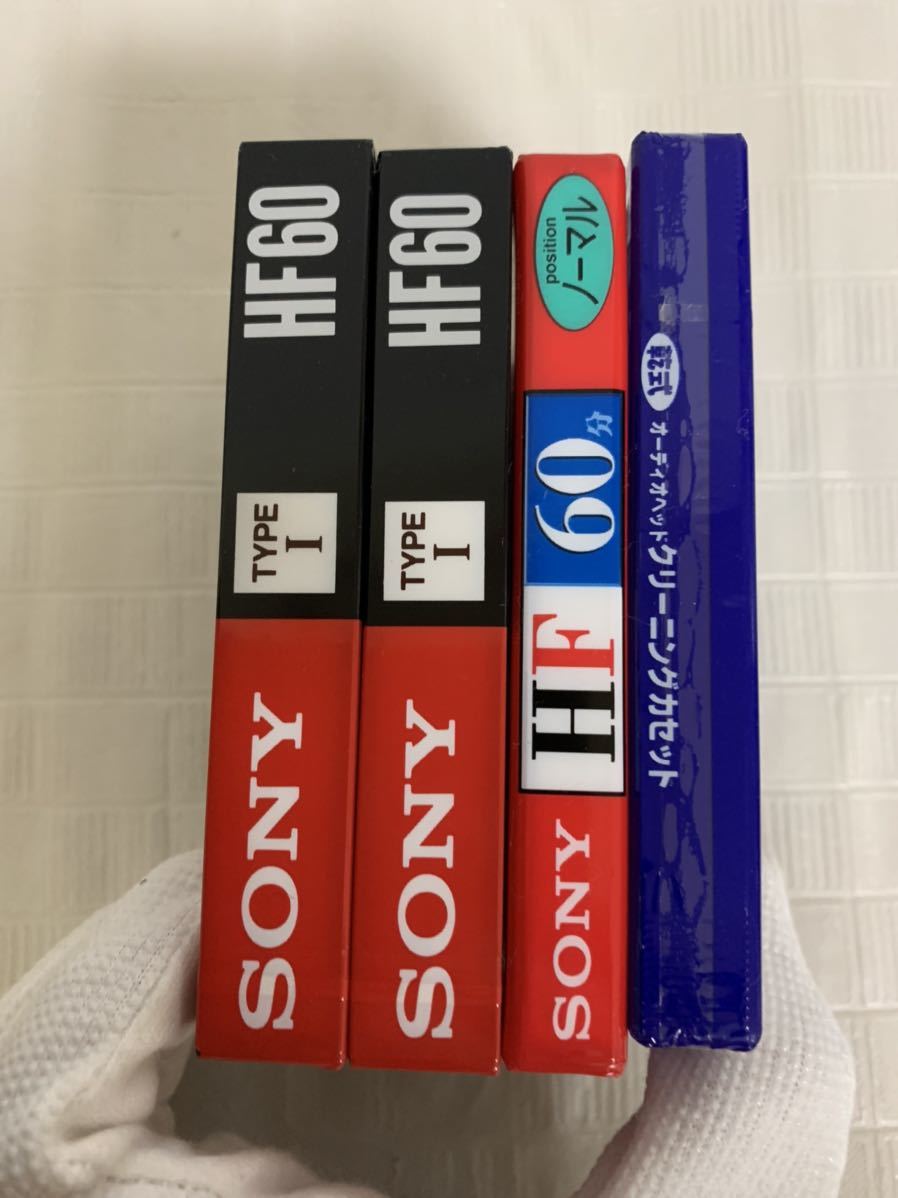 SONY
TYPE
I
HF60
SONY
TYPE
I
HF60
SONY
HF
60分
ノーマル
position
乾式
オーディオヘッドクリーニングカセット